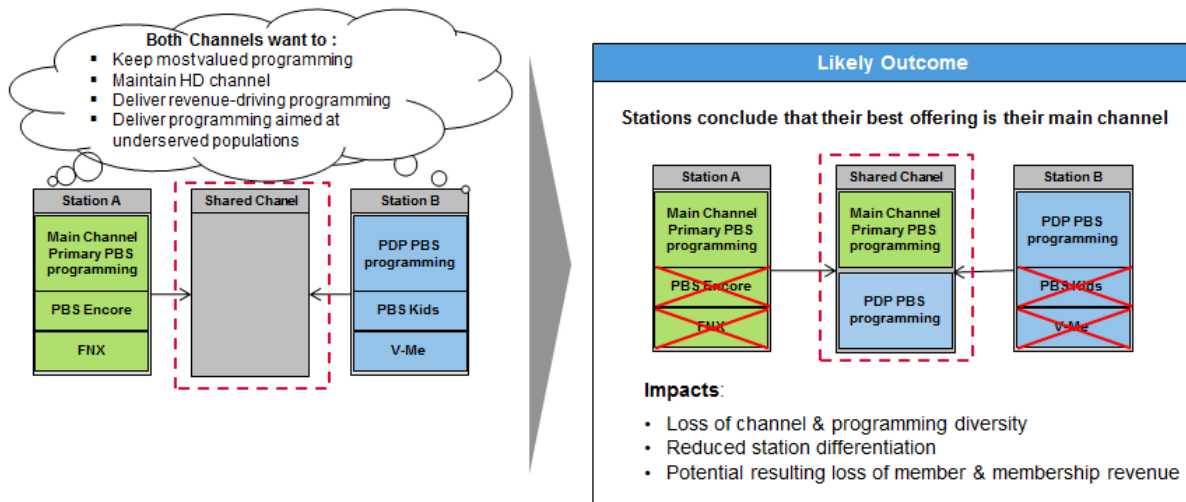 Both Channels want to :
▪ Keep most valued programming
▪ Maintain HD channel
▪ Deliver revenue-driving programming
▪ Deliver programming aimed at
underserved populations
Station A
Main Channel
Primary PBS
programming
PBS Encore
FNX
Shared Chanel
Station B
PDP PBS
programming
PBS Kids
V-Me
Likely Outcome
Stations conclude that their best offering is their main channel
Station A
Main Channel
Primary PBS
programming
PBS Encore
FNX
Shared Chanel
Main Channel
Primary PBS
programming
PDP PBS
programming
Station B
PDP PBS
programming
PBS Kids
V-Me
Impacts:
• Loss of channel & programming diversity
• Reduced station differentiation
• Potential resulting loss of member & membership revenue